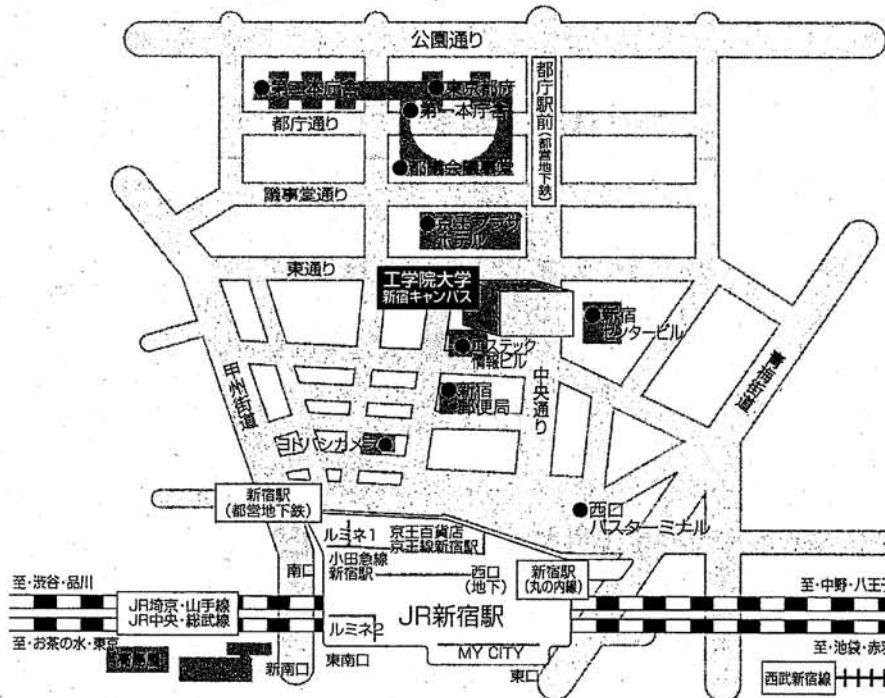 公園通り
第二本庁舎
東京都庁
第一本庁舎
都庁駅前(都営地下鉄)
都庁通り
都議会議事堂
議事堂通り
京王プラザ
ホテル
東通り
工学院大学
新宿キャンパス
新宿
センタービル
エステック
情報ビル
甲州街道
中央通り
青梅街道
新宿
郵便局
ヨドバシカメラ
新宿駅
(都営地下鉄)
西口
バスターミナル
ルミネ1
京王百貨店
京王線新宿駅
小田急線
新宿駅
西口
(地下)
新宿駅
(丸の内線)
南口
至・渋谷・品川
至・中野・八王
JR埼京・山手線
JR中央・総武線
JR新宿駅
ルミネ2
至・お茶の水・東京
至・池袋・赤
新南口
東南口
MY CITY
東口
西武新宿線